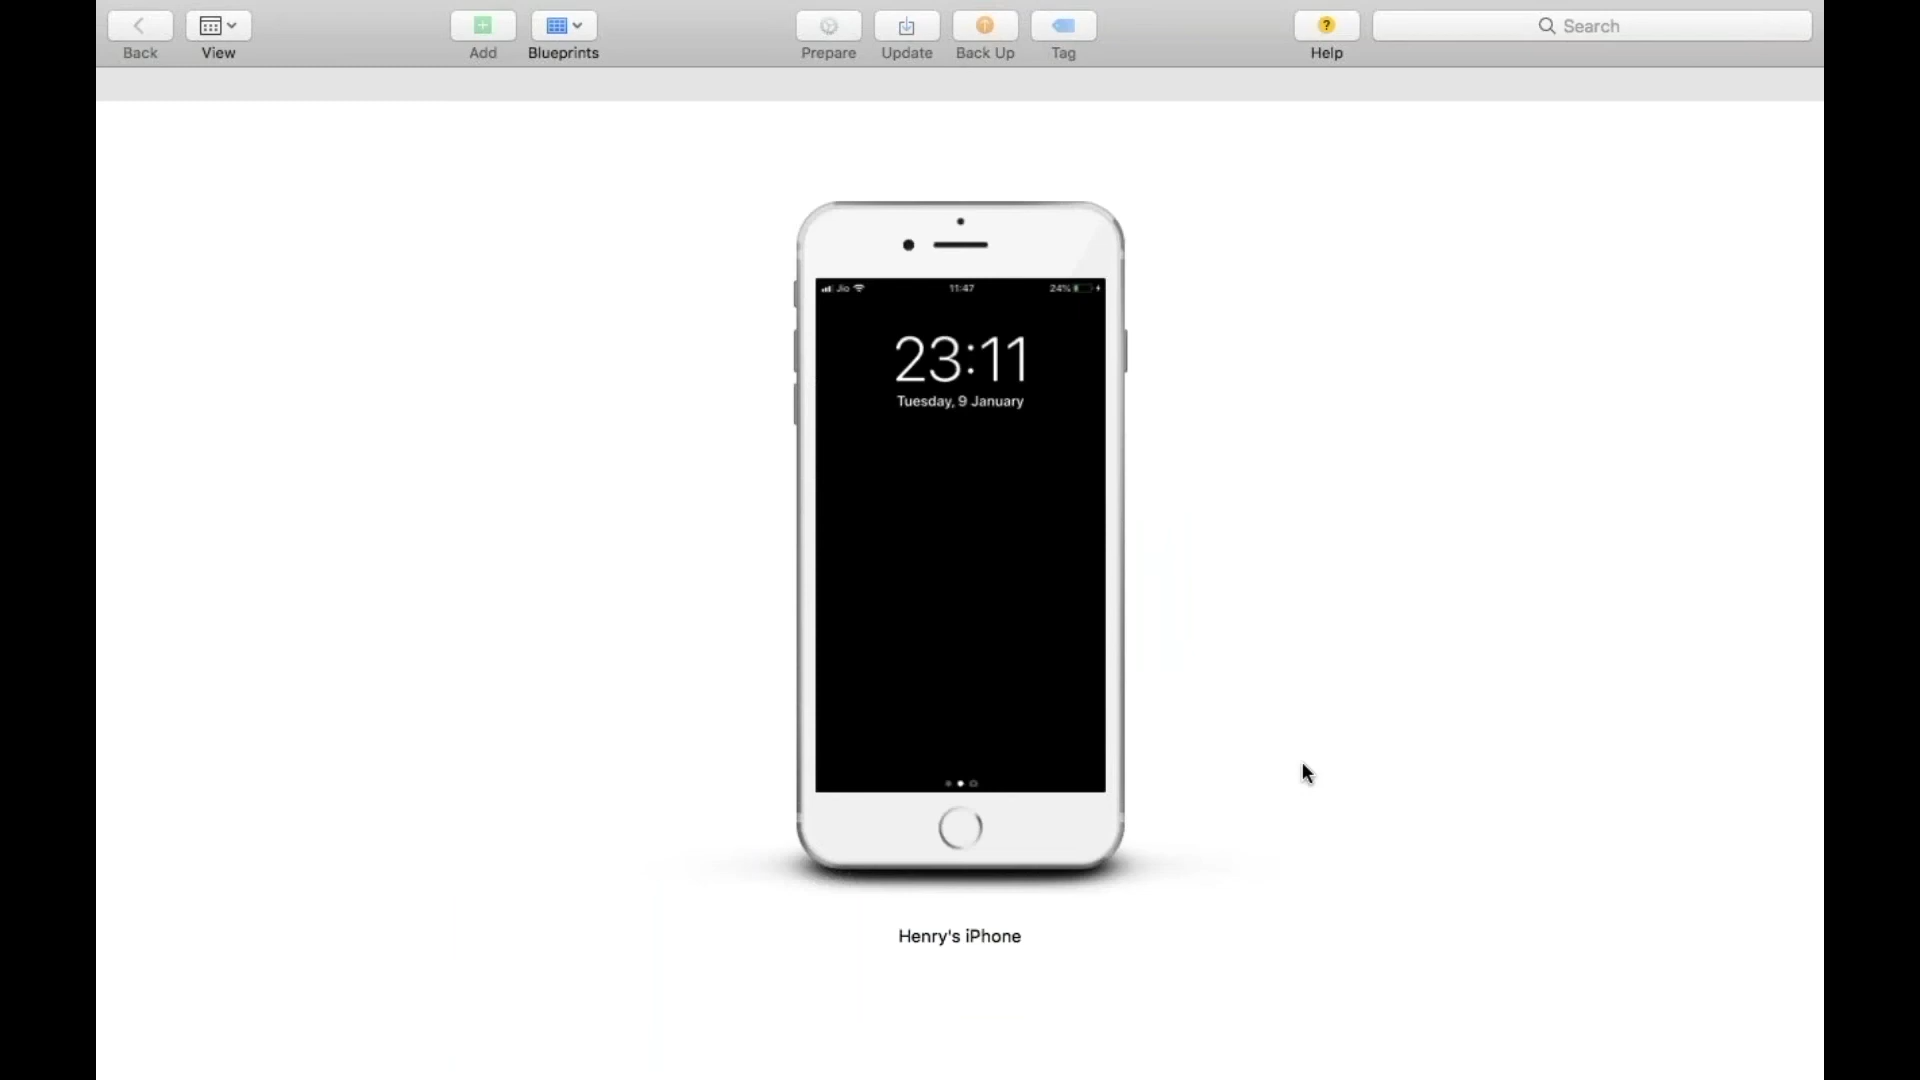 Back
View
Add
Blueprints
Prepare
Update
Back Up
Tag
?
Help
Search
Jio
11:47
24%
23:11
Tuesday, 9 January
Henry's iPhone